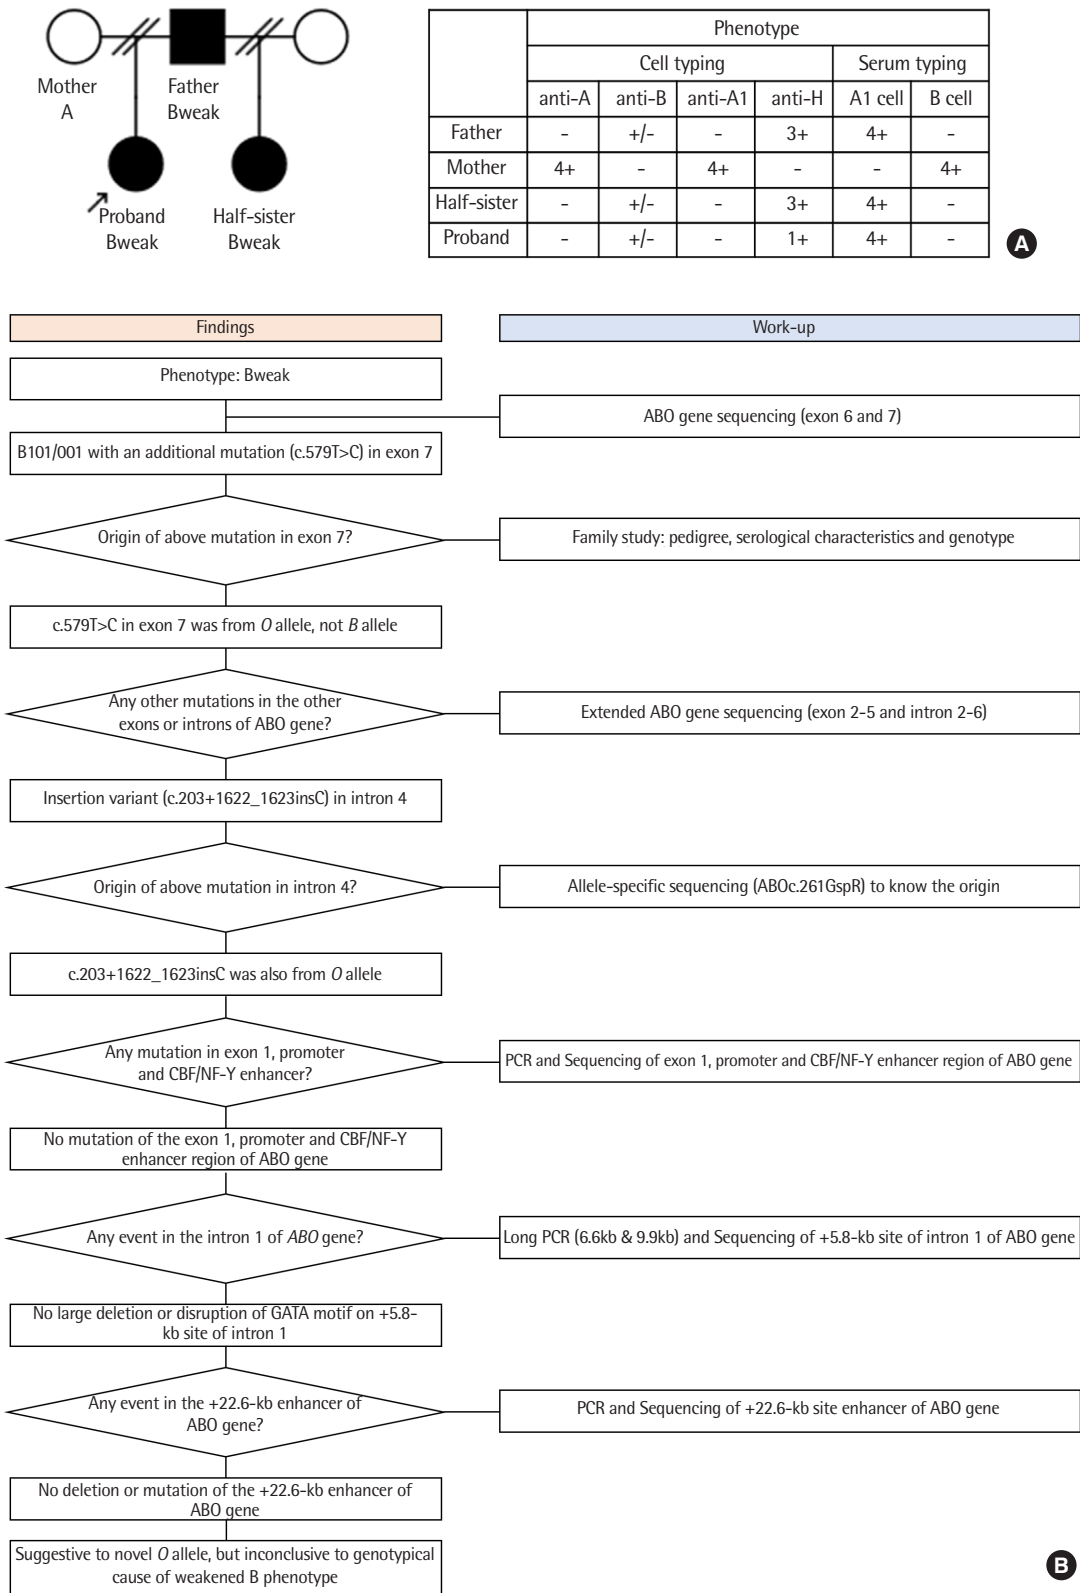 Mother
A
Father
Bweak
Proband
Bweak
Half-sister
Bweak
Phenotype
Cell typing Serum typing
anti-A anti-B anti-A1 anti-H A1 cell B cell
Father - +/- - 3+ 4+ -
Mother 4+ - 4+ - - 4+
Half-sister - +/- - 3+ 4+ -
Proband - +/- - 1+ 4+ -
A
Findings
Work-up
Phenotype: Bweak
ABO gene sequencing (exon 6 and 7)
B101/001 with an additional mutation (c.579T>C) in exon 7
Origin of above mutation in exon 7?
Family study: pedigree, serological characteristics and genotype
c.579T>C in exon 7 was from O allele, not B allele
Any other mutations in the other
exons or introns of ABO gene?
Extended ABO gene sequencing (exon 2-5 and intron 2-6)
Insertion variant (c.203+1622_1623insC) in intron 4
Origin of above mutation in intron 4?
Allele-specific sequencing (ABOc.261GspR) to know the origin
c.203+1622_1623insC was also from O allele
Any mutation in exon 1, promoter
and CBF/NF-Y enhancer?
PCR and Sequencing of exon 1, promoter and CBF/NF-Y enhancer region of ABO gene
No mutation of the exon 1, promoter and CBF/NF-Y
enhancer region of ABO gene
Any event in the intron 1 of ABO gene?
Long PCR (6.6kb & 9.9kb) and Sequencing of +5.8-kb site of intron 1 of ABO gene
No large deletion or disruption of GATA motif on +5.8-
kb site of intron 1
Any event in the +22.6-kb enhancer of
ABO gene?
PCR and Sequencing of +22.6-kb site enhancer of ABO gene
No deletion or mutation of the +22.6-kb enhancer of
ABO gene
Suggestive to novel O allele, but inconclusive to genotypical
cause of weakened B phenotype
B